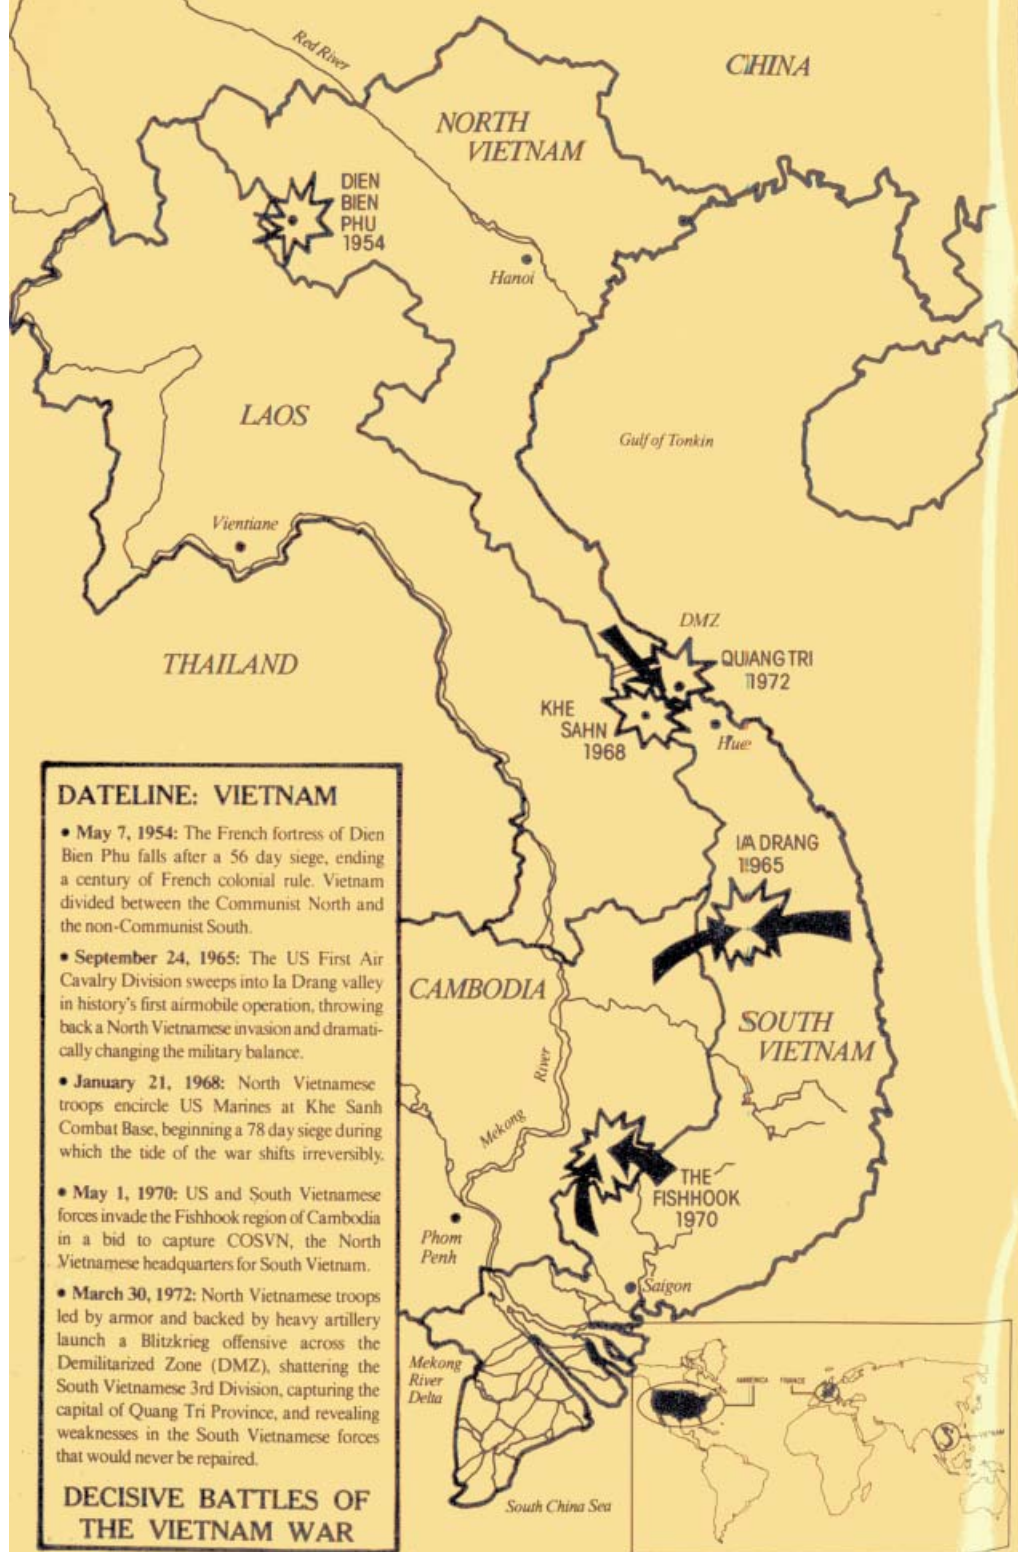 Red River
CHINA
NORTH
VIETNAM
DIEN
BIEN
PHU
1954
Hanoi
LAOS
Gulf of Tonkin
Vientiane
DMZ
THAILAND
QUIANG TRI
1972
KHE
SAHN
1968
Hue
IA DRANG
1965
CAMBODIA
SOUTH
VIETNAM
River
Mekong
THE
FISHHOOK
1970
Phom
Penh
Saigon
Mekong
River
Delta
South China Sea
AMERICA
FRANCE
VIETNAM
DATELINE: VIETNAM
• May 7, 1954: The French fortress of Dien
Bien Phu falls after a 56 day siege, ending
a century of French colonial rule. Vietnam
divided between the Communist North and
the non-Communist South.
• September 24, 1965: The US First Air
Cavalry Division sweeps into Ia Drang valley
in history's first airmobile operation, throwing
back a North Vietnamese invasion and dramati-
cally changing the military balance.
• January 21, 1968: North Vietnamese
troops encircle US Marines at Khe Sanh
Combat Base, beginning a 78 day siege during
which the tide of the war shifts irreversibly.
• May 1, 1970: US and South Vietnamese
forces invade the Fishhook region of Cambodia
in a bid to capture COSVN, the North
Vietnamese headquarters for South Vietnam.
• March 30, 1972: North Vietnamese troops
led by armor and backed by heavy artillery
launch a Blitzkrieg offensive across the
Demilitarized Zone (DMZ), shattering the
South Vietnamese 3rd Division, capturing the
capital of Quang Tri Province, and revealing
weaknesses in the South Vietnamese forces
that would never be repaired.
DECISIVE BATTLES OF
THE VIETNAM WAR